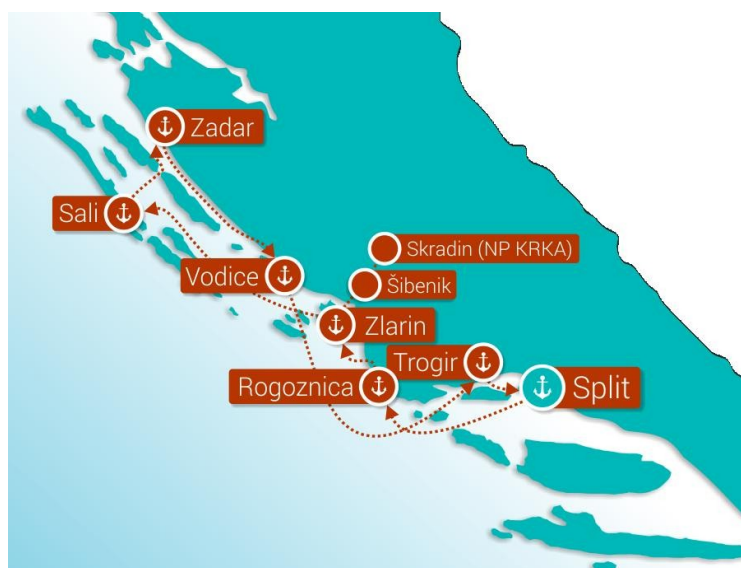 Zadar
Sali
Skradin (NP KRKA)
Vodice
Šibenik
Zlarin
Trogir
Rogoznica
Split